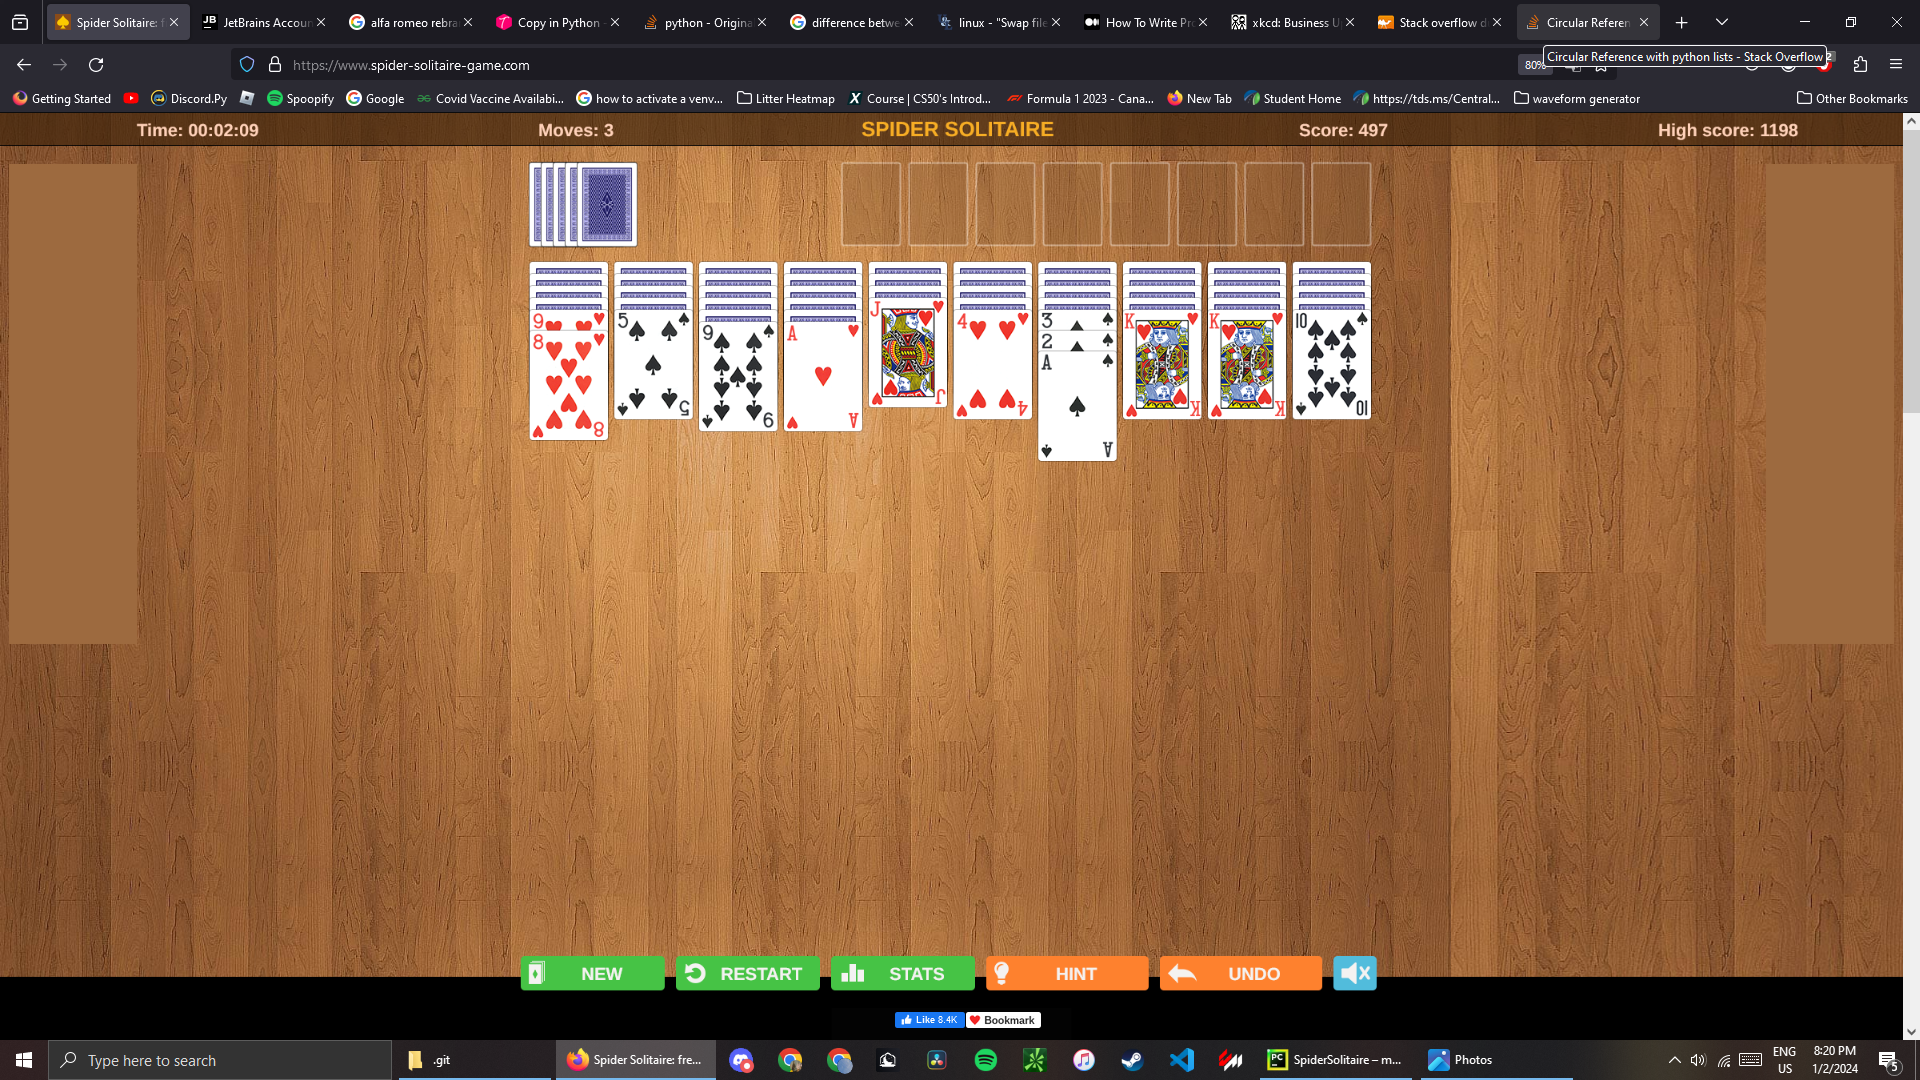 Spider Solitaire: f
JetBrains Accoun
alfa romeo rebra
Copy in Python -
python - Origina
difference betwe
linux - "Swap file
How To Write Pr
xkcd: Business U
Stack overflow d
Circular Referen
https://www.spider-solitaire-game.com
80%
Circular Reference with python lists - Stack Overflow
2
Getting Started
Discord.Py
Spoopify
Google
Covid Vaccine Availabi...
how to activate a venv...
Litter Heatmap
Course | CS50's Introd...
Formula 1 2023 - Cana...
New Tab
Student Home
https://tds.ms/Central...
waveform generator
Other Bookmarks
Time: 00:02:09
Moves: 3
SPIDER SOLITAIRE
Score: 497
High score: 1198
9
8
8
5
5
9
9
A
A
J
J
4
4
3
2
A
A
K
K
K
K
10
10
NEW
RESTART
STATS
HINT
UNDO
Like 8.4K
Bookmark
Type here to search
.git
Spider Solitaire: fre...
SpiderSolitaire – m...
Photos
ENG
US
8:20 PM
1/2/2024
5